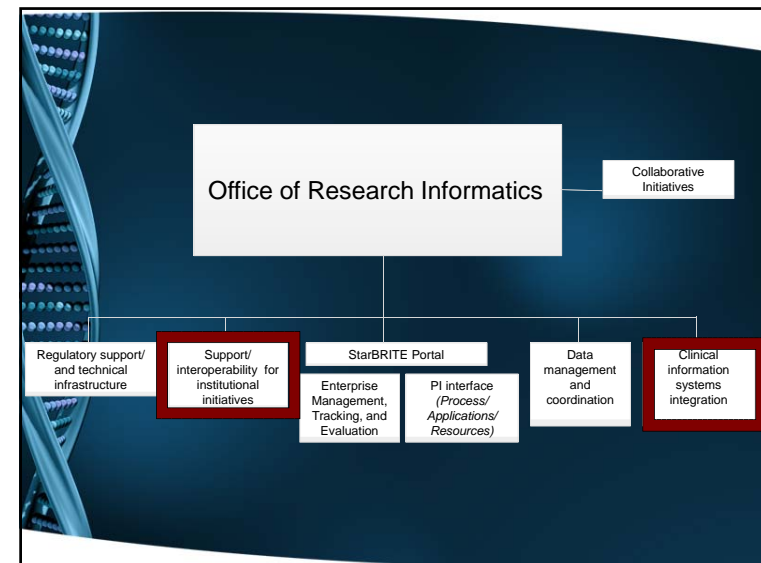 Office of Research Informatics
Collaborative
Initiatives
Regulatory support/
and technical
infrastructure
Support/
interoperability for
institutional
initiatives
StarBRITE Portal
Enterprise
Management,
Tracking, and
Evaluation
PI interface
(Process/
Applications/
Resources)
Data
management
and
coordination
Clinical
information
systems
integration